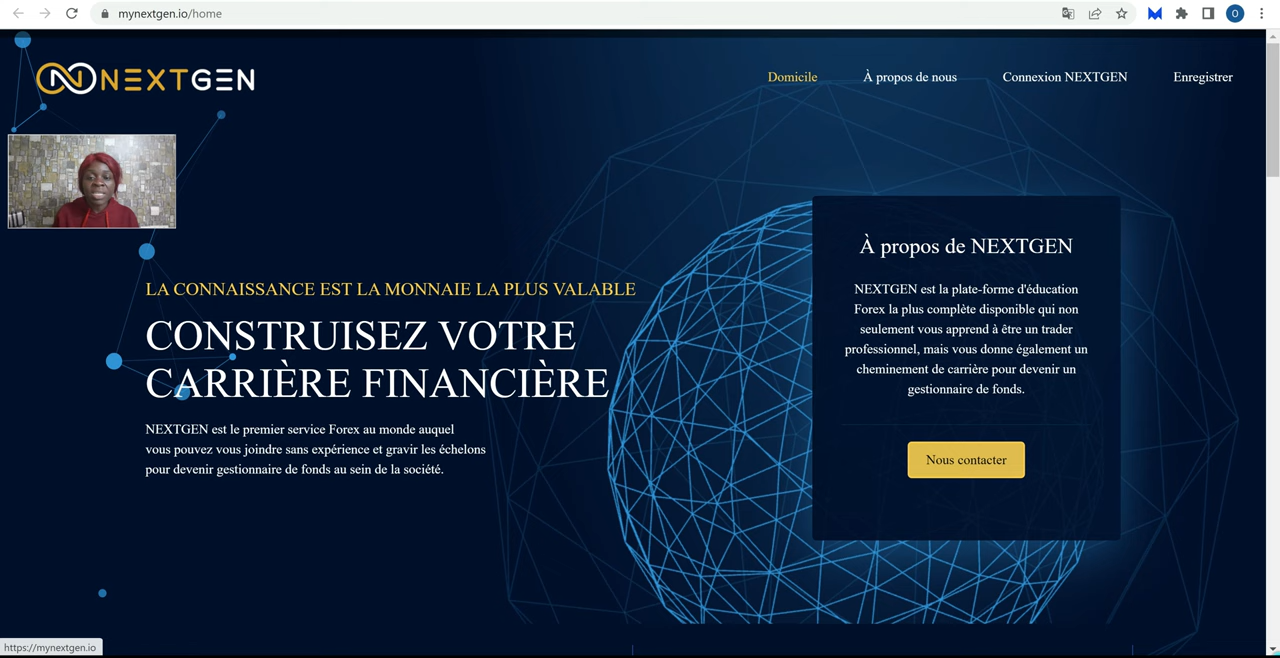 mynextgen.io/home
O
NEXTGEN
Domicile
À propos de nous
Connexion NEXTGEN
Enregistrer
LA CONNAISSANCE EST LA MONNAIE LA PLUS VALABLE
CONSTRUISEZ VOTRE
CARRIÈRE FINANCIÈRE
NEXTGEN est le premier service Forex au monde auquel
vous pouvez vous joindre sans expérience et gravir les échelons
pour devenir gestionnaire de fonds au sein de la société.
À propos de NEXTGEN
NEXTGEN est la plate-forme d'éducation
Forex la plus complète disponible qui non
seulement vous apprend à être un trader
professionnel, mais vous donne également un
cheminement de carrière pour devenir un
gestionnaire de fonds.
Nous contacter
https://mynextgen.io